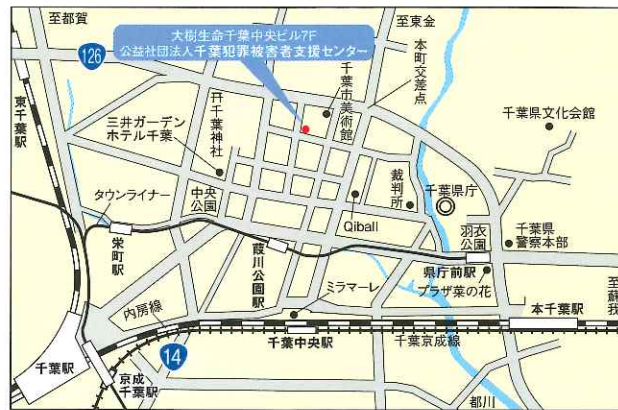 至都賀
126
大樹生命千葉中央ビル7F
公益社団法人千葉犯罪被害者支援センター
至東金
本町交差点
千葉市美術館
千葉県文化会館
東千葉駅
三井ガーデン
ホテル千葉
千葉神社
中央
公園
裁判所
千葉県庁
タウンライナー
Qiball
羽衣
公園
千葉県
警察本部
栄町駅
葭川公園駅
県庁前駅
プラザ菜の花
ミラマーレ
内房線
本千葉駅
至蘇我
千葉中央駅
千葉京成線
14
千葉駅
京成
千葉駅
都川